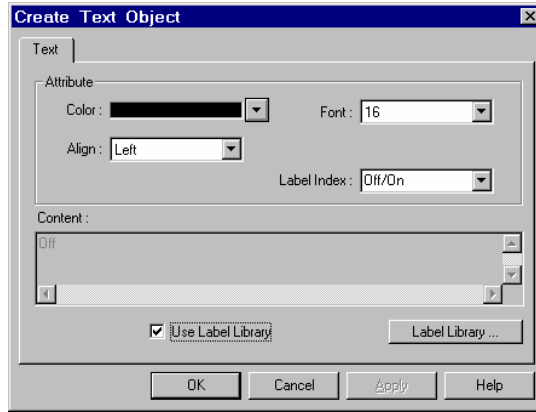 Create Text Object
Text
Attribute
Color :
Font : 16
Align : Left
Label Index : Off/On
Content :
Off
Use Label Library
Label Library ...
OK Cancel Apply Help